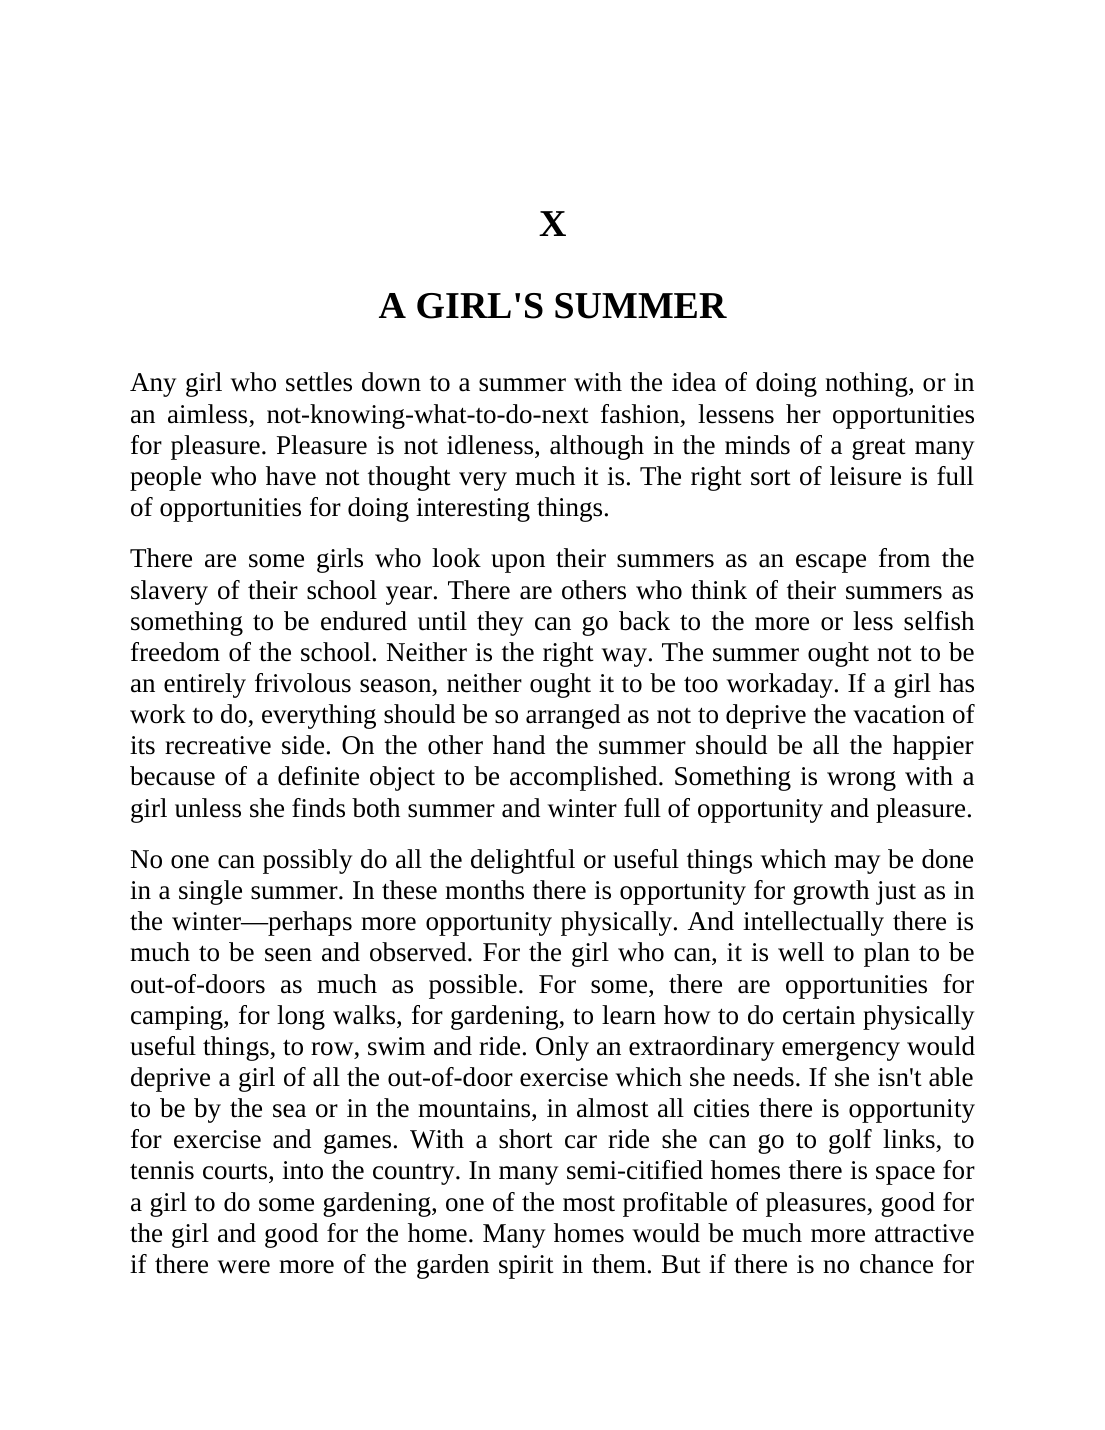 X
A GIRL'S SUMMER
Any girl who settles down to a summer with the idea of doing nothing, or in
an aimless, not-knowing-what-to-do-next fashion, lessens her opportunities
for pleasure. Pleasure is not idleness, although in the minds of a great many
people who have not thought very much it is. The right sort of leisure is full
of opportunities for doing interesting things.
There are some girls who look upon their summers as an escape from the
slavery of their school year. There are others who think of their summers as
something to be endured until they can go back to the more or less selfish
freedom of the school. Neither is the right way. The summer ought not to be
an entirely frivolous season, neither ought it to be too workaday. If a girl has
work to do, everything should be so arranged as not to deprive the vacation of
its recreative side. On the other hand the summer should be all the happier
because of a definite object to be accomplished. Something is wrong with a
girl unless she finds both summer and winter full of opportunity and pleasure.
No one can possibly do all the delightful or useful things which may be done
in a single summer. In these months there is opportunity for growth just as in
the winter—perhaps more opportunity physically. And intellectually there is
much to be seen and observed. For the girl who can, it is well to plan to be
out-of-doors as much as possible. For some, there are opportunities for
camping, for long walks, for gardening, to learn how to do certain physically
useful things, to row, swim and ride. Only an extraordinary emergency would
deprive a girl of all the out-of-door exercise which she needs. If she isn't able
to be by the sea or in the mountains, in almost all cities there is opportunity
for exercise and games. With a short car ride she can go to golf links, to
tennis courts, into the country. In many semi-citified homes there is space for
a girl to do some gardening, one of the most profitable of pleasures, good for
the girl and good for the home. Many homes would be much more attractive
if there were more of the garden spirit in them. But if there is no chance for